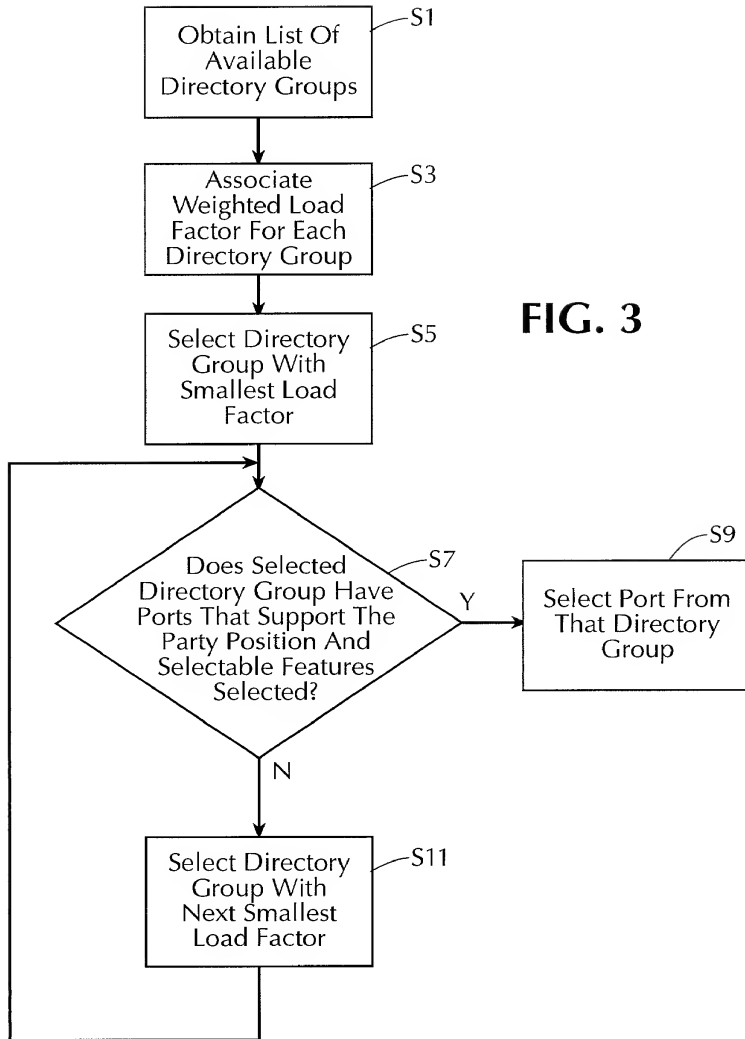 S1
Obtain List Of
Available
Directory Groups
S3
Associate
Weighted Load
Factor For Each
Directory Group
FIG. 3
S5
Select Directory
Group With
Smallest Load
Factor
S7
Does Selected
Directory Group Have
Ports That Support The
Party Position And
Selectable Features
Selected?
Y
S9
Select Port From
That Directory
Group
N
S11
Select Directory
Group With
Next Smallest
Load Factor